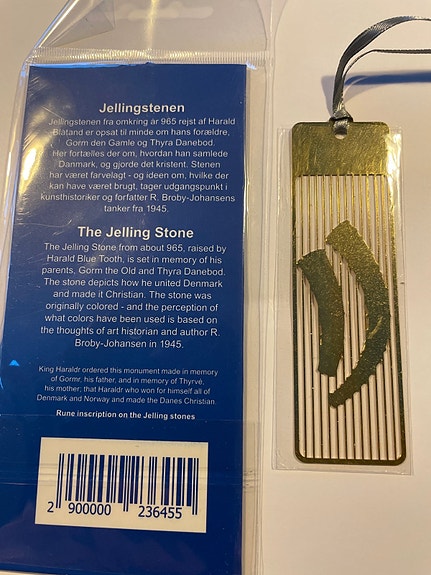 Jellingstenen
Jellingstenen fra omkring år 965 rejst af Harald
Blåtand er opsat til minde om hans forældre,
Gorm den Gamle og Thyra Danebod.
Her fortælles der om, hvordan han samlede
Danmark, og gjorde det kristent. Stenen
har været farvelagt - og ideen om, hvilke der
kan have været brugt, tager udgangspunkt i
kunsthistoriker og forfatter R. Broby-Johansens
tanker fra 1945.
The Jelling Stone
The Jelling Stone from about 965, raised by
Harald Blue Tooth, is set in memory of his
parents, Gorm the Old and Thyra Danebod.
The stone depicts how he united Denmark
and made it Christian. The stone was
originally colored - and the perception of
what colors have been used is based on
the thoughts of art historian and author R.
Broby-Johansen in 1945.
King Haraldr ordered this monument made in memory
of Gormr, his father, and in memory of Thyrvé,
his mother; that Haraldr who won for himself all of
Denmark and Norway and made the Danes Christian.
Rune inscription on the Jelling stones
2 900000 236455